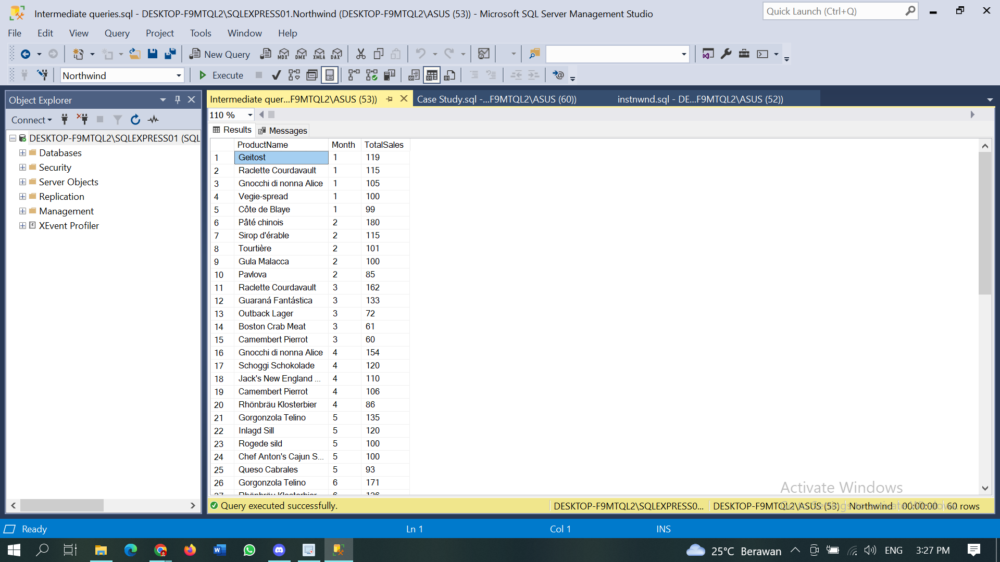 Intermediate queries.sql - DESKTOP-F9MTQL2\SQLEXPRESS01.Northwind (DESKTOP-F9MTQL2\ASUS (53)) - Microsoft SQL Server Management Studio
Quick Launch (Ctrl+Q)
File Edit View Query Project Tools Window Help
New Query MDX DMX XMLA DAX
Northwind Execute
Object Explorer
Connect
DESKTOP-F9MTQL2\SQLEXPRESS01 (SQL
Databases
Security
Server Objects
Replication
Management
XEvent Profiler
Intermediate quer...F9MTQL2\ASUS (53)) Case Study.sql -...F9MTQL2\ASUS (60)) instnwnd.sql - DE...F9MTQL2\ASUS (52))
110 %
Results Messages
ProductName Month TotalSales
1 Geitost 1 119
2 Raclette Courdavault 1 115
3 Gnocchi di nonna Alice 1 105
4 Vegie-spread 1 100
5 Côte de Blaye 1 99
6 Pâté chinois 2 180
7 Sirop d'érable 2 115
8 Tourtière 2 101
9 Gula Malacca 2 100
10 Pavlova 2 85
11 Raclette Courdavault 3 162
12 Guaraná Fantástica 3 133
13 Outback Lager 3 72
14 Boston Crab Meat 3 61
15 Camembert Pierrot 3 60
16 Gnocchi di nonna Alice 4 154
17 Schoggi Schokolade 4 120
18 Jack's New England ... 4 110
19 Camembert Pierrot 4 106
20 Rhönbräu Klosterbier 4 86
21 Gorgonzola Telino 5 135
22 Inlagd Sill 5 120
23 Rogede sild 5 100
24 Chef Anton's Cajun S... 5 100
25 Queso Cabrales 5 93
26 Gorgonzola Telino 6 171
Activate Windows
Query executed successfully. DESKTOP-F9MTQL2\SQLEXPRESS0... DESKTOP-F9MTQL2\ASUS (53) Northwind 00:00:00 60 rows
Ready Ln 1 Col 1 INS
25°C Berawan ENG 3:27 PM